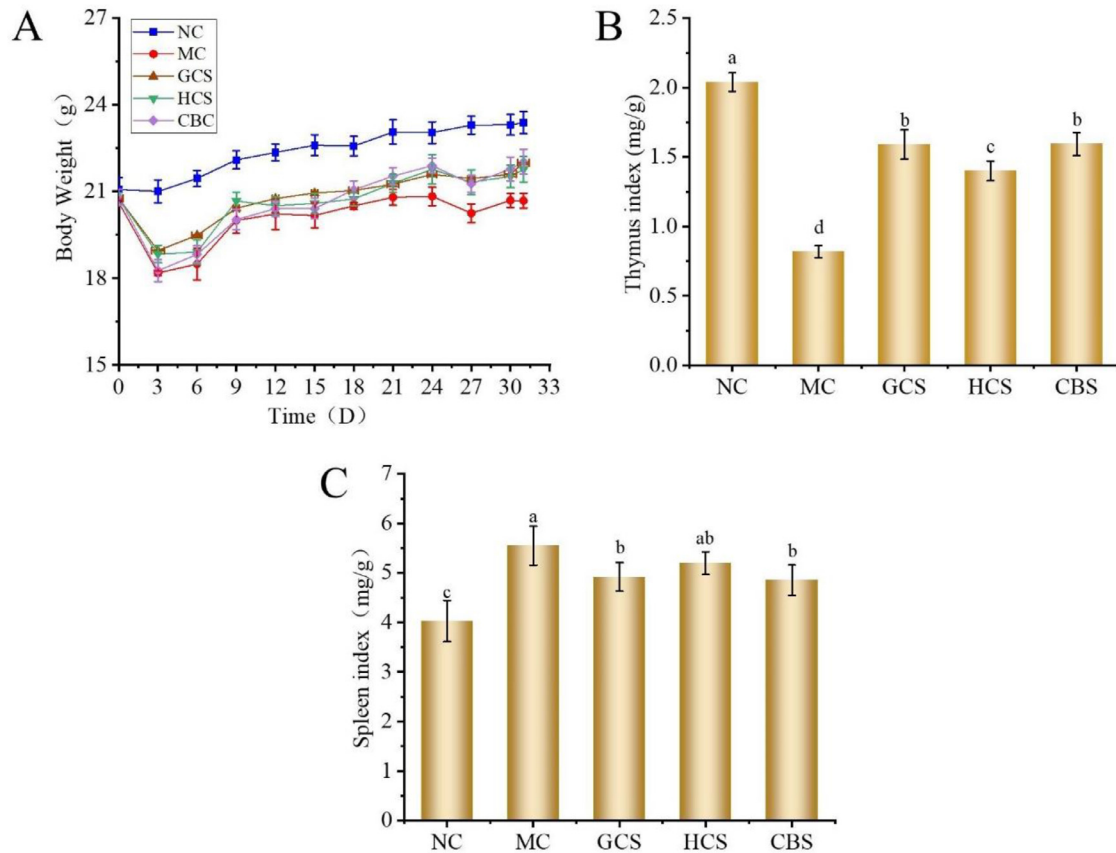 A
NC
MC
GCS
HCS
CBC
27
24
21
18
15
Body Weight（g）
0 3 6 9 12 15 18 21 24 27 30 33
Time（D）
B
2.0
1.5
1.0
0.5
0.0
Thymus index (mg/g)
a
d
b
c
b
NC MC GCS HCS CBS
C
7
6
5
4
3
2
1
0
Spleen index（mg/g）
c
a
b
ab
b
NC MC GCS HCS CBS